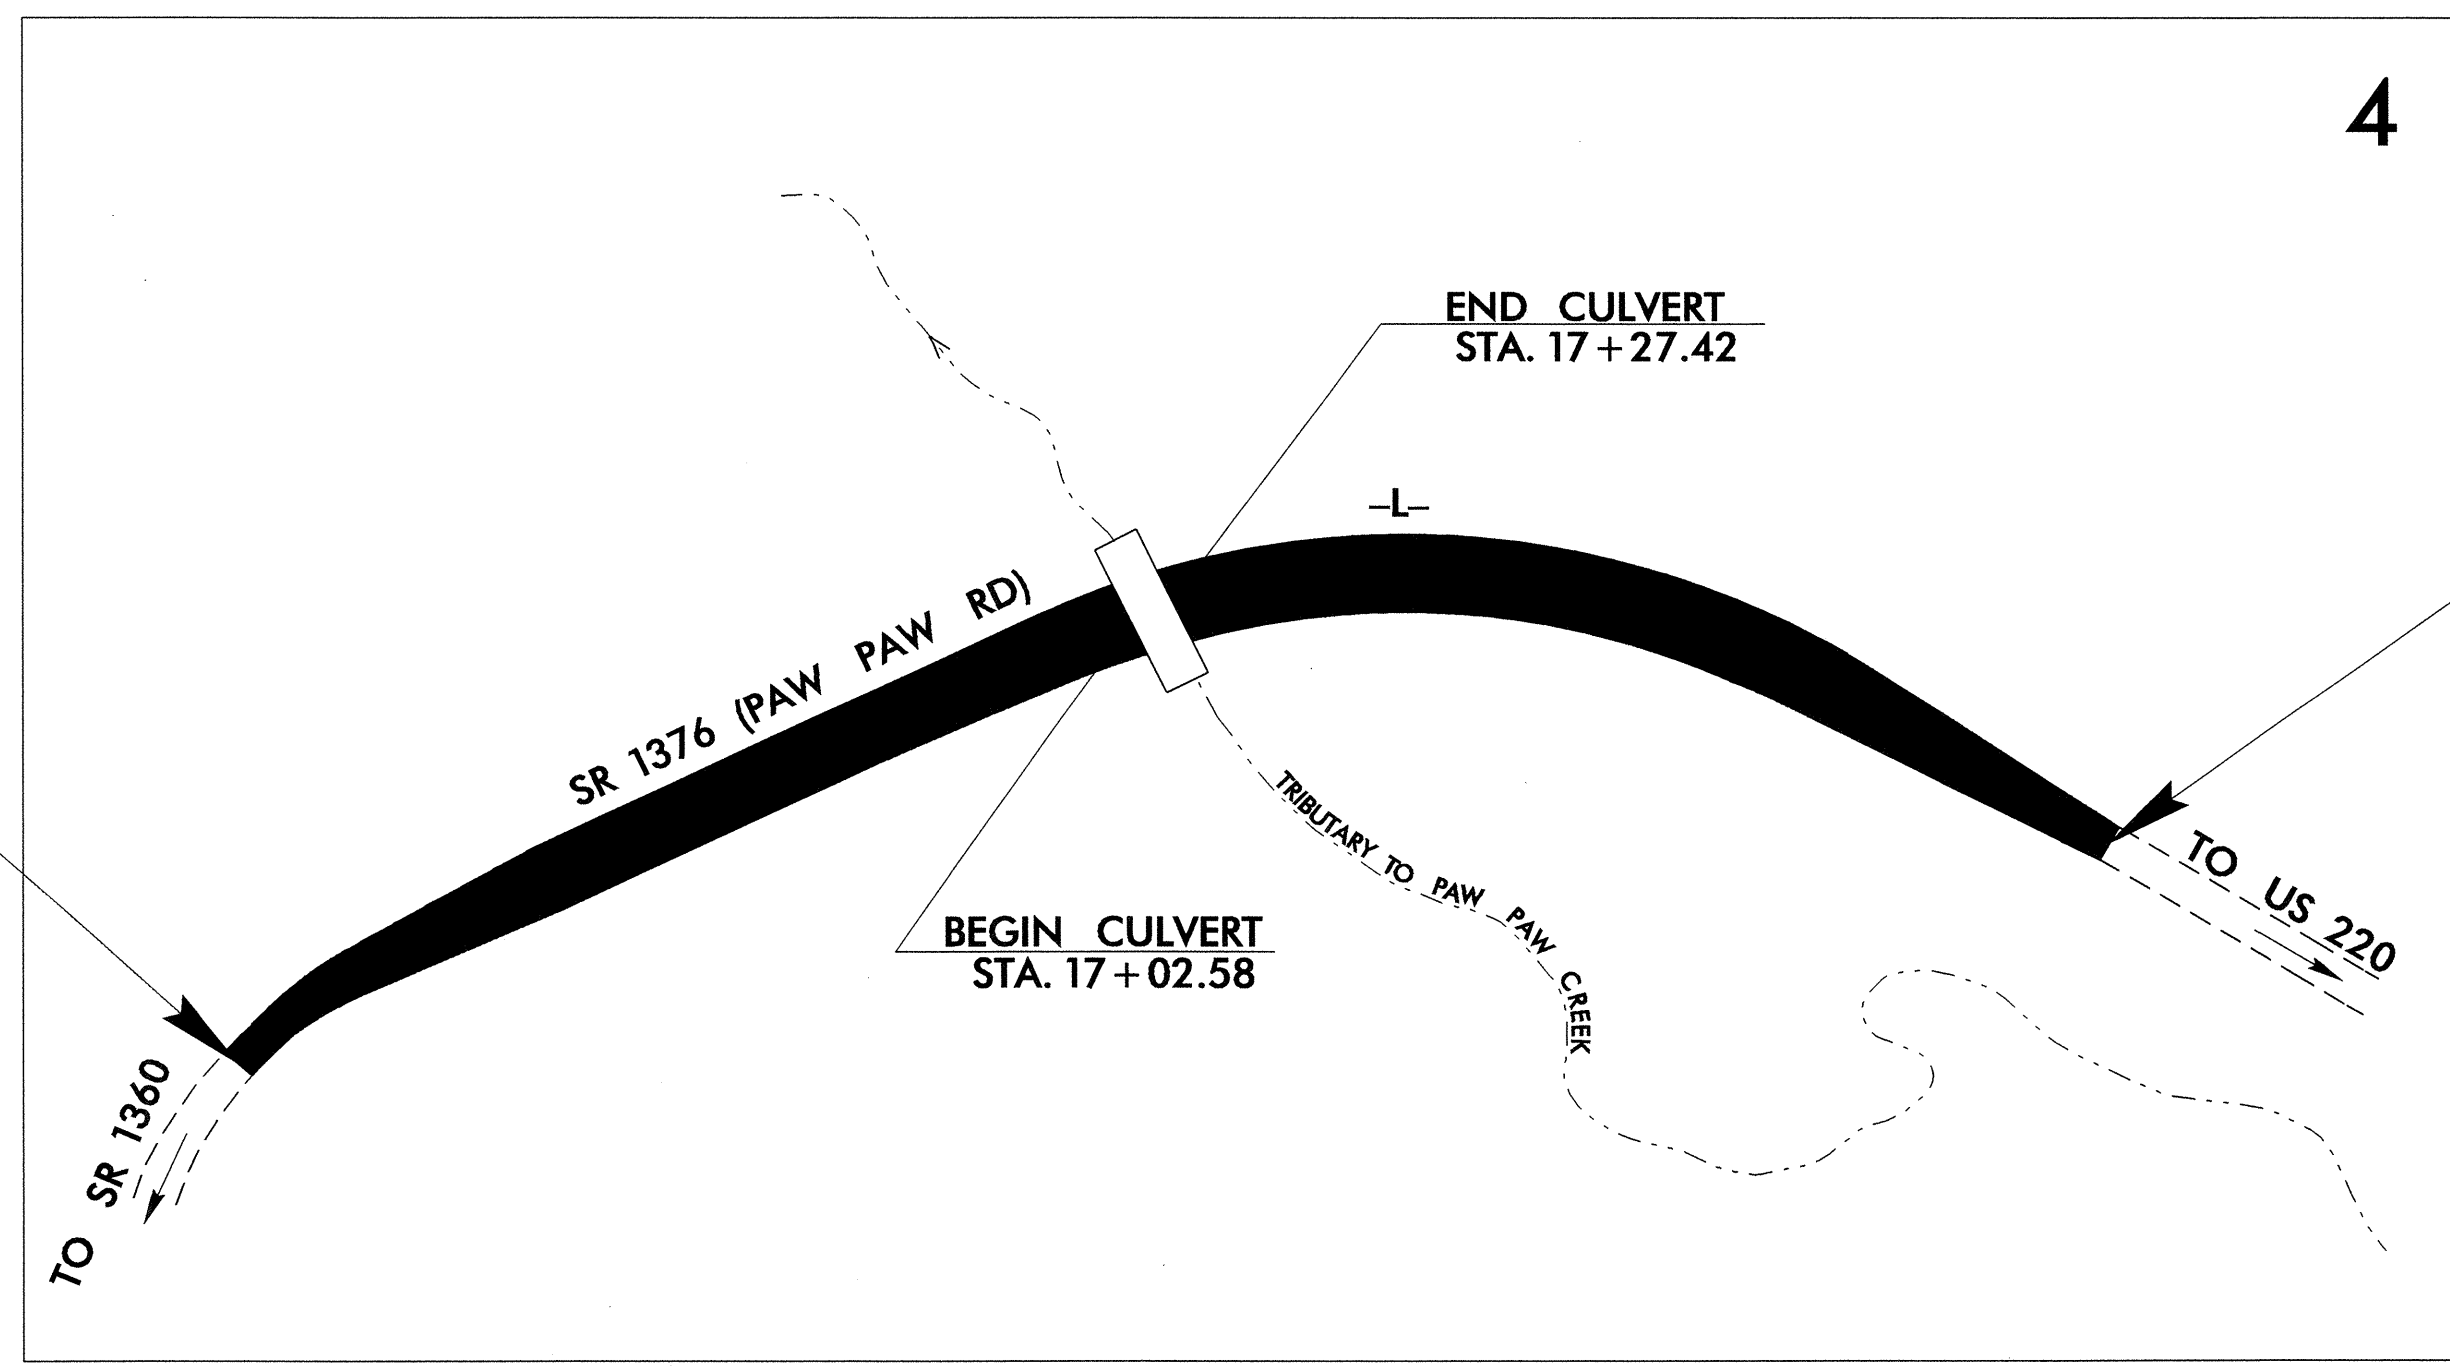 4
END CULVERT
STA. 17+27.42
–L–
SR 1376 (PAW PAW RD)
TRIBUTARY TO PAW PAW CREEK
TO US 220
BEGIN CULVERT
STA. 17+02.58
TO SR 1360